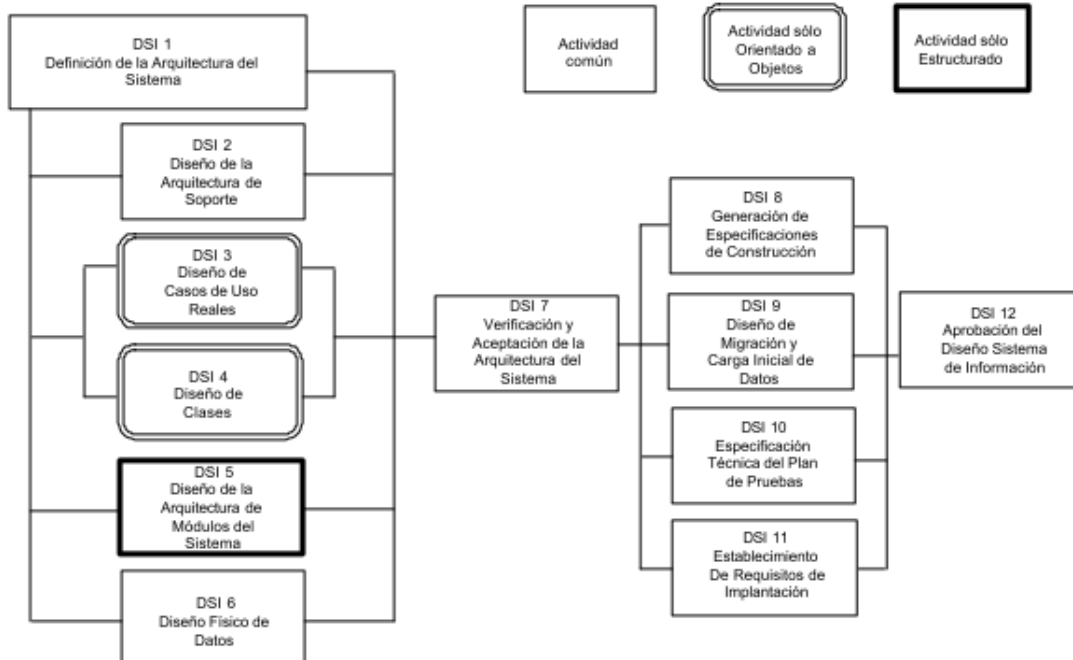 DSI 1
Definición de la Arquitectura del
Sistema
Actividad
común
Actividad sólo
Orientado a
Objetos
Actividad sólo
Estructurado
DSI 2
Diseño de la
Arquitectura de
Soporte
DSI 3
Diseño de
Casos de Uso
Reales
DSI 4
Diseño de
Clases
DSI 5
Diseño de la
Arquitectura de
Módulos del
Sistema
DSI 6
Diseño Físico de
Datos
DSI 7
Verificación y
Aceptación de la
Arquitectura del
Sistema
DSI 8
Generación de
Especificaciones
de Construcción
DSI 9
Diseño de
Migración y
Carga Inicial de
Datos
DSI 10
Especificación
Técnica del Plan
de Pruebas
DSI 11
Establecimiento
De Requisitos de
Implantación
DSI 12
Aprobación del
Diseño Sistema
de Información